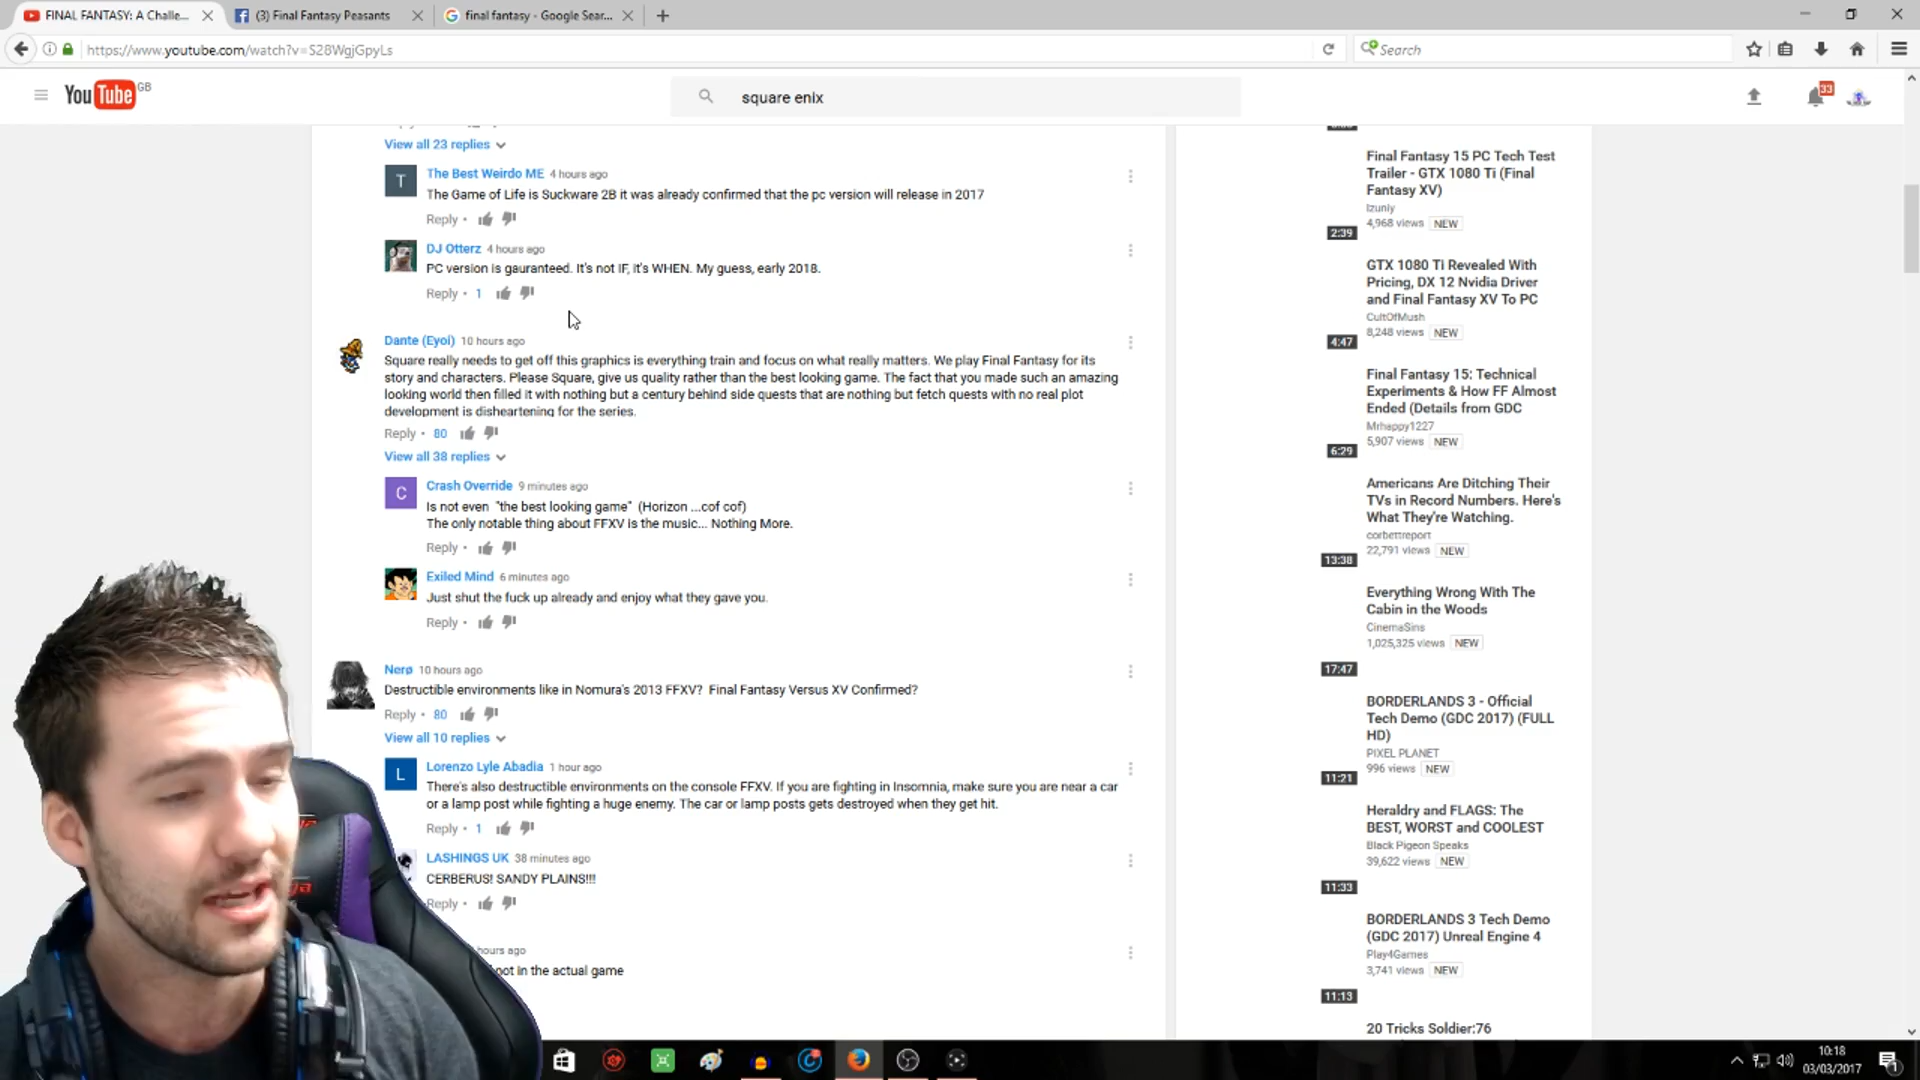 FINAL FANTASY: A Challe...
(3) Final Fantasy Peasants
final fantasy - Google Sear...
https://www.youtube.com/watch?v=S28WgjGpyLs
Search
YouTube GB
square enix
33
View all 23 replies
T
The Best Weirdo ME 4 hours ago
The Game of Life is Suckware 2B it was already confirmed that the pc version will release in 2017
Reply •
DJ Otterz 4 hours ago
PC version is gauranteed. It's not IF, it's WHEN. My guess, early 2018.
Reply • 1
Dante (Eyoi) 10 hours ago
Square really needs to get off this graphics is everything train and focus on what really matters. We play Final Fantasy for its
story and characters. Please Square, give us quality rather than the best looking game. The fact that you made such an amazing
looking world then filled it with nothing but a century behind side quests that are nothing but fetch quests with no real plot
development is disheartening for the series.
Reply • 80
View all 38 replies
C
Crash Override 9 minutes ago
Is not even "the best looking game" (Horizon ...cof cof)
The only notable thing about FFXV is the music... Nothing More.
Reply •
Exiled Mind 6 minutes ago
Just shut the fuck up already and enjoy what they gave you.
Reply •
Nerø 10 hours ago
Destructible environments like in Nomura's 2013 FFXV? Final Fantasy Versus XV Confirmed?
Reply • 80
View all 10 replies
L
Lorenzo Lyle Abadia 1 hour ago
There's also destructible environments on the console FFXV. If you are fighting in Insomnia, make sure you are near a car
or a lamp post while fighting a huge enemy. The car or lamp posts gets destroyed when they get hit.
Reply • 1
LASHINGS UK 38 minutes ago
CERBERUS! SANDY PLAINS!!!
Reply •
hours ago
in the actual game
Final Fantasy 15 PC Tech Test
Trailer - GTX 1080 Ti (Final
Fantasy XV)
Izuniy
4,968 views NEW
2:39
GTX 1080 Ti Revealed With
Pricing, DX 12 Nvidia Driver
and Final Fantasy XV To PC
CultOfMush
8,248 views NEW
4:47
Final Fantasy 15: Technical
Experiments & How FF Almost
Ended (Details from GDC
Mrhappy1227
5,907 views NEW
6:29
Americans Are Ditching Their
TVs in Record Numbers. Here's
What They're Watching.
corbettreport
22,791 views NEW
13:38
Everything Wrong With The
Cabin in the Woods
CinemaSins
1,025,325 views NEW
17:47
BORDERLANDS 3 - Official
Tech Demo (GDC 2017) (FULL
HD)
PIXEL PLANET
996 views NEW
11:21
Heraldry and FLAGS: The
BEST, WORST and COOLEST
Black Pigeon Speaks
39,622 views NEW
11:33
BORDERLANDS 3 Tech Demo
(GDC 2017) Unreal Engine 4
Play4Games
3,741 views NEW
11:13
20 Tricks Soldier:76
10:18
03/03/2017
1